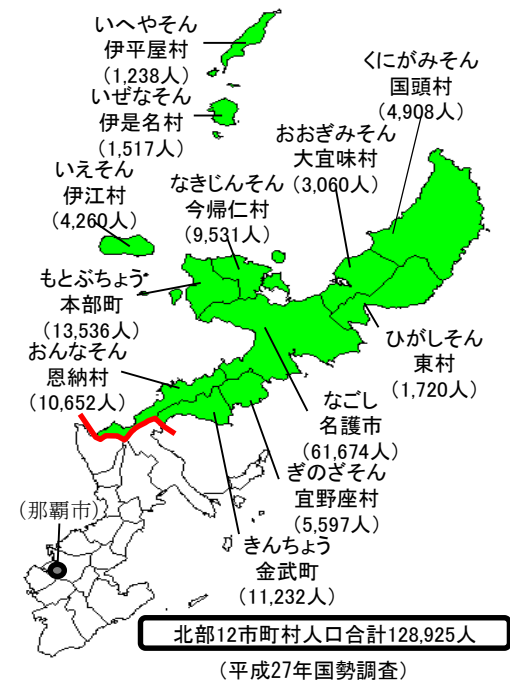 いへやそん
伊平屋村
（1,238人）
いぜなそん
伊是名村
（1,517人）
いえそん
伊江村
（4,260人）
なきじんそん
今帰仁村
（9,531人）
くにがみそん
国頭村
（4,908人）
おおぎみそん
大宜味村
（3,060人）
もとぶちょう
本部町
（13,536人）
おんなそん
恩納村
（10,652人）
ひがしそん
東村
（1,720人）
なごし
名護市
（61,674人）
ぎのざそん
宜野座村
（5,597人）
きんちょう
金武町
（11,232人）
（那覇市）
北部12市町村人口合計128,925人
（平成27年国勢調査）